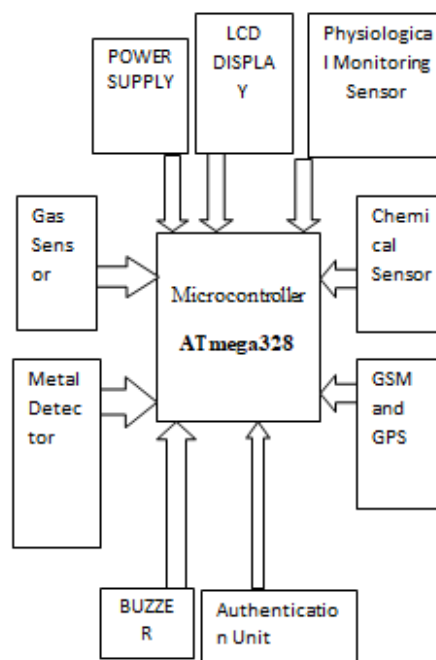 POWER
SUPPLY
LCD
DISPLA
Y
Physiologica
l Monitoring
Sensor
Gas
Sens
or
Microcontroller
ATmega328
Chemi
cal
Sensor
Metal
Detec
tor
GSM
and
GPS
BUZZE
R
Authenticatio
n Unit